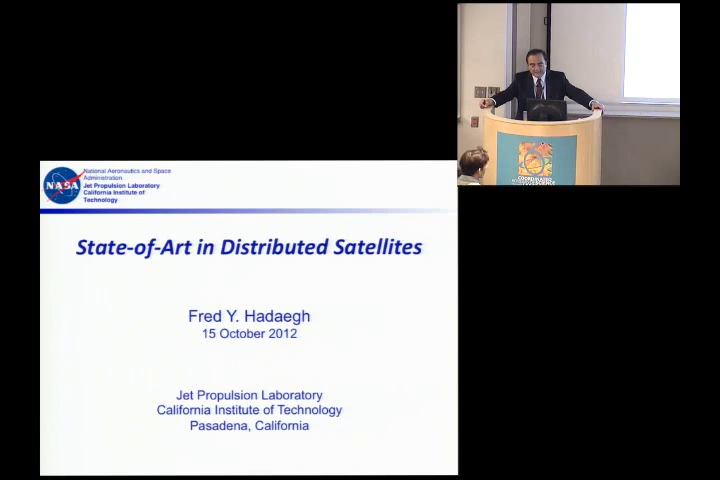 NASA
National Aeronautics and Space
Administration
Jet Propulsion Laboratory
California Institute of
Technology
State-of-Art in Distributed Satellites
Fred Y. Hadaegh
15 October 2012
Jet Propulsion Laboratory
California Institute of Technology
Pasadena, California
COORDINATED